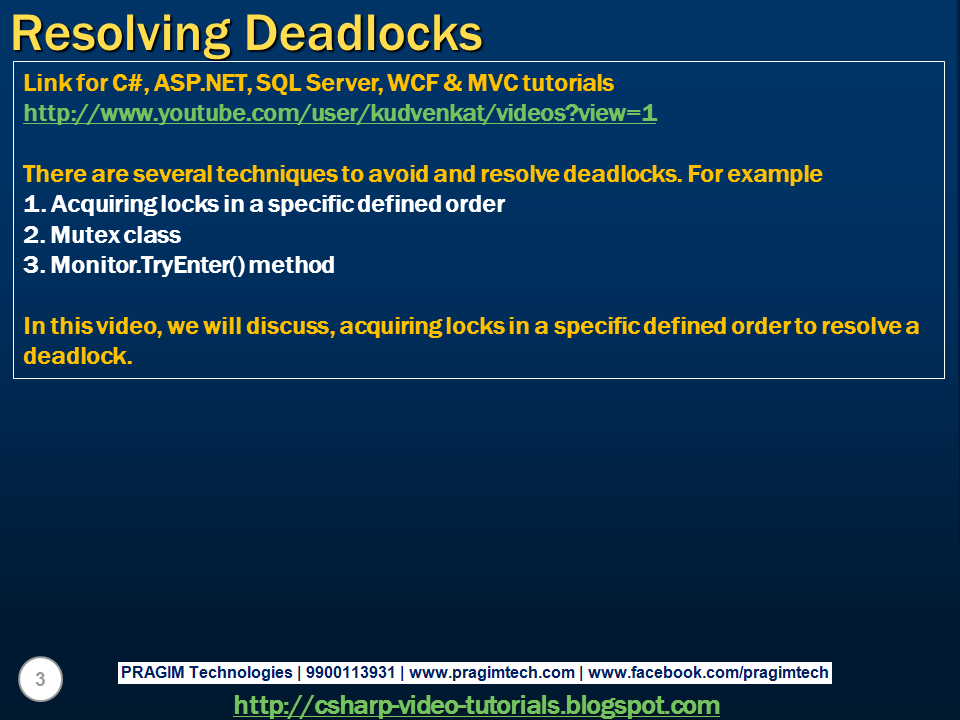 Resolving Deadlocks
Link for C#, ASP.NET, SQL Server, WCF & MVC tutorials
http://www.youtube.com/user/kudvenkat/videos?view=1
There are several techniques to avoid and resolve deadlocks. For example
1. Acquiring locks in a specific defined order
2. Mutex class
3. Monitor.TryEnter() method
In this video, we will discuss, acquiring locks in a specific defined order to resolve a
deadlock.
3
PRAGIM Technologies | 9900113931 | www.pragimtech.com | www.facebook.com/pragimtech
http://csharp-video-tutorials.blogspot.com